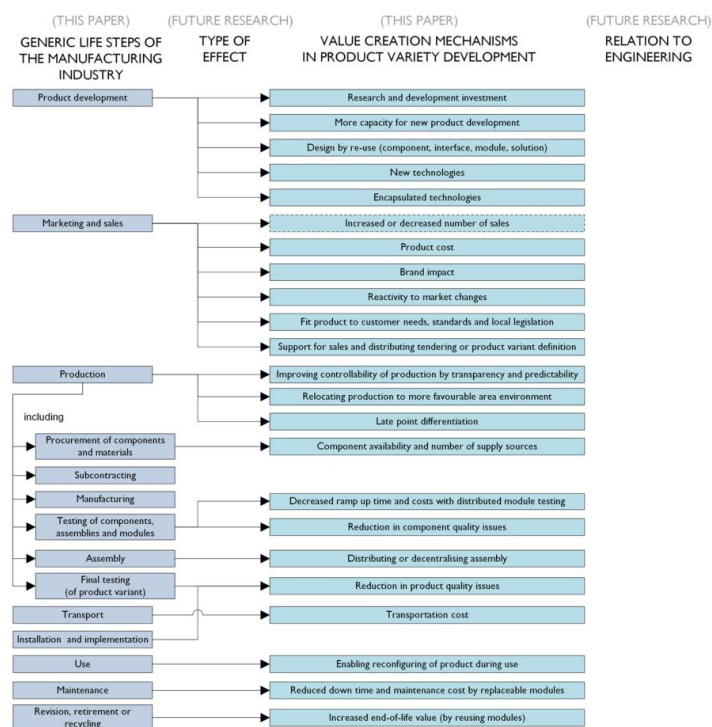 (THIS PAPER) (FUTURE RESEARCH) (THIS PAPER) (FUTURE RESEARCH)
GENERIC LIFE STEPS OF
THE MANUFACTURING
INDUSTRY
TYPE OF
EFFECT
VALUE CREATION MECHANISMS
IN PRODUCT VARIETY DEVELOPMENT
RELATION TO
ENGINEERING
Product development
Research and development investment
More capacity for new product development
Design by re-use (component, interface, module, solution)
New technologies
Encapsulated technologies
Marketing and sales
Increased or decreased number of sales
Product cost
Brand impact
Reactivity to market changes
Fit product to customer needs, standards and local legislation
Support for sales and distributing tendering or product variant definition
Production
Improving controllability of production by transparency and predictability
Relocating production to more favourable area environment
Late point differentiation
including
Procurement of components
and materials
Component availability and number of supply sources
Subcontracting
Manufacturing
Decreased ramp up time and costs with distributed module testing
Testing of components,
assemblies and modules
Reduction in component quality issues
Assembly
Distributing or decentralising assembly
Final testing
(of product variant)
Reduction in product quality issues
Transport
Transportation cost
Installation and implementation
Use
Enabling reconfiguring of product during use
Maintenance
Reduced down time and maintenance cost by replaceable modules
Revision, retirement or
recycling
Increased end-of-life value (by reusing modules)